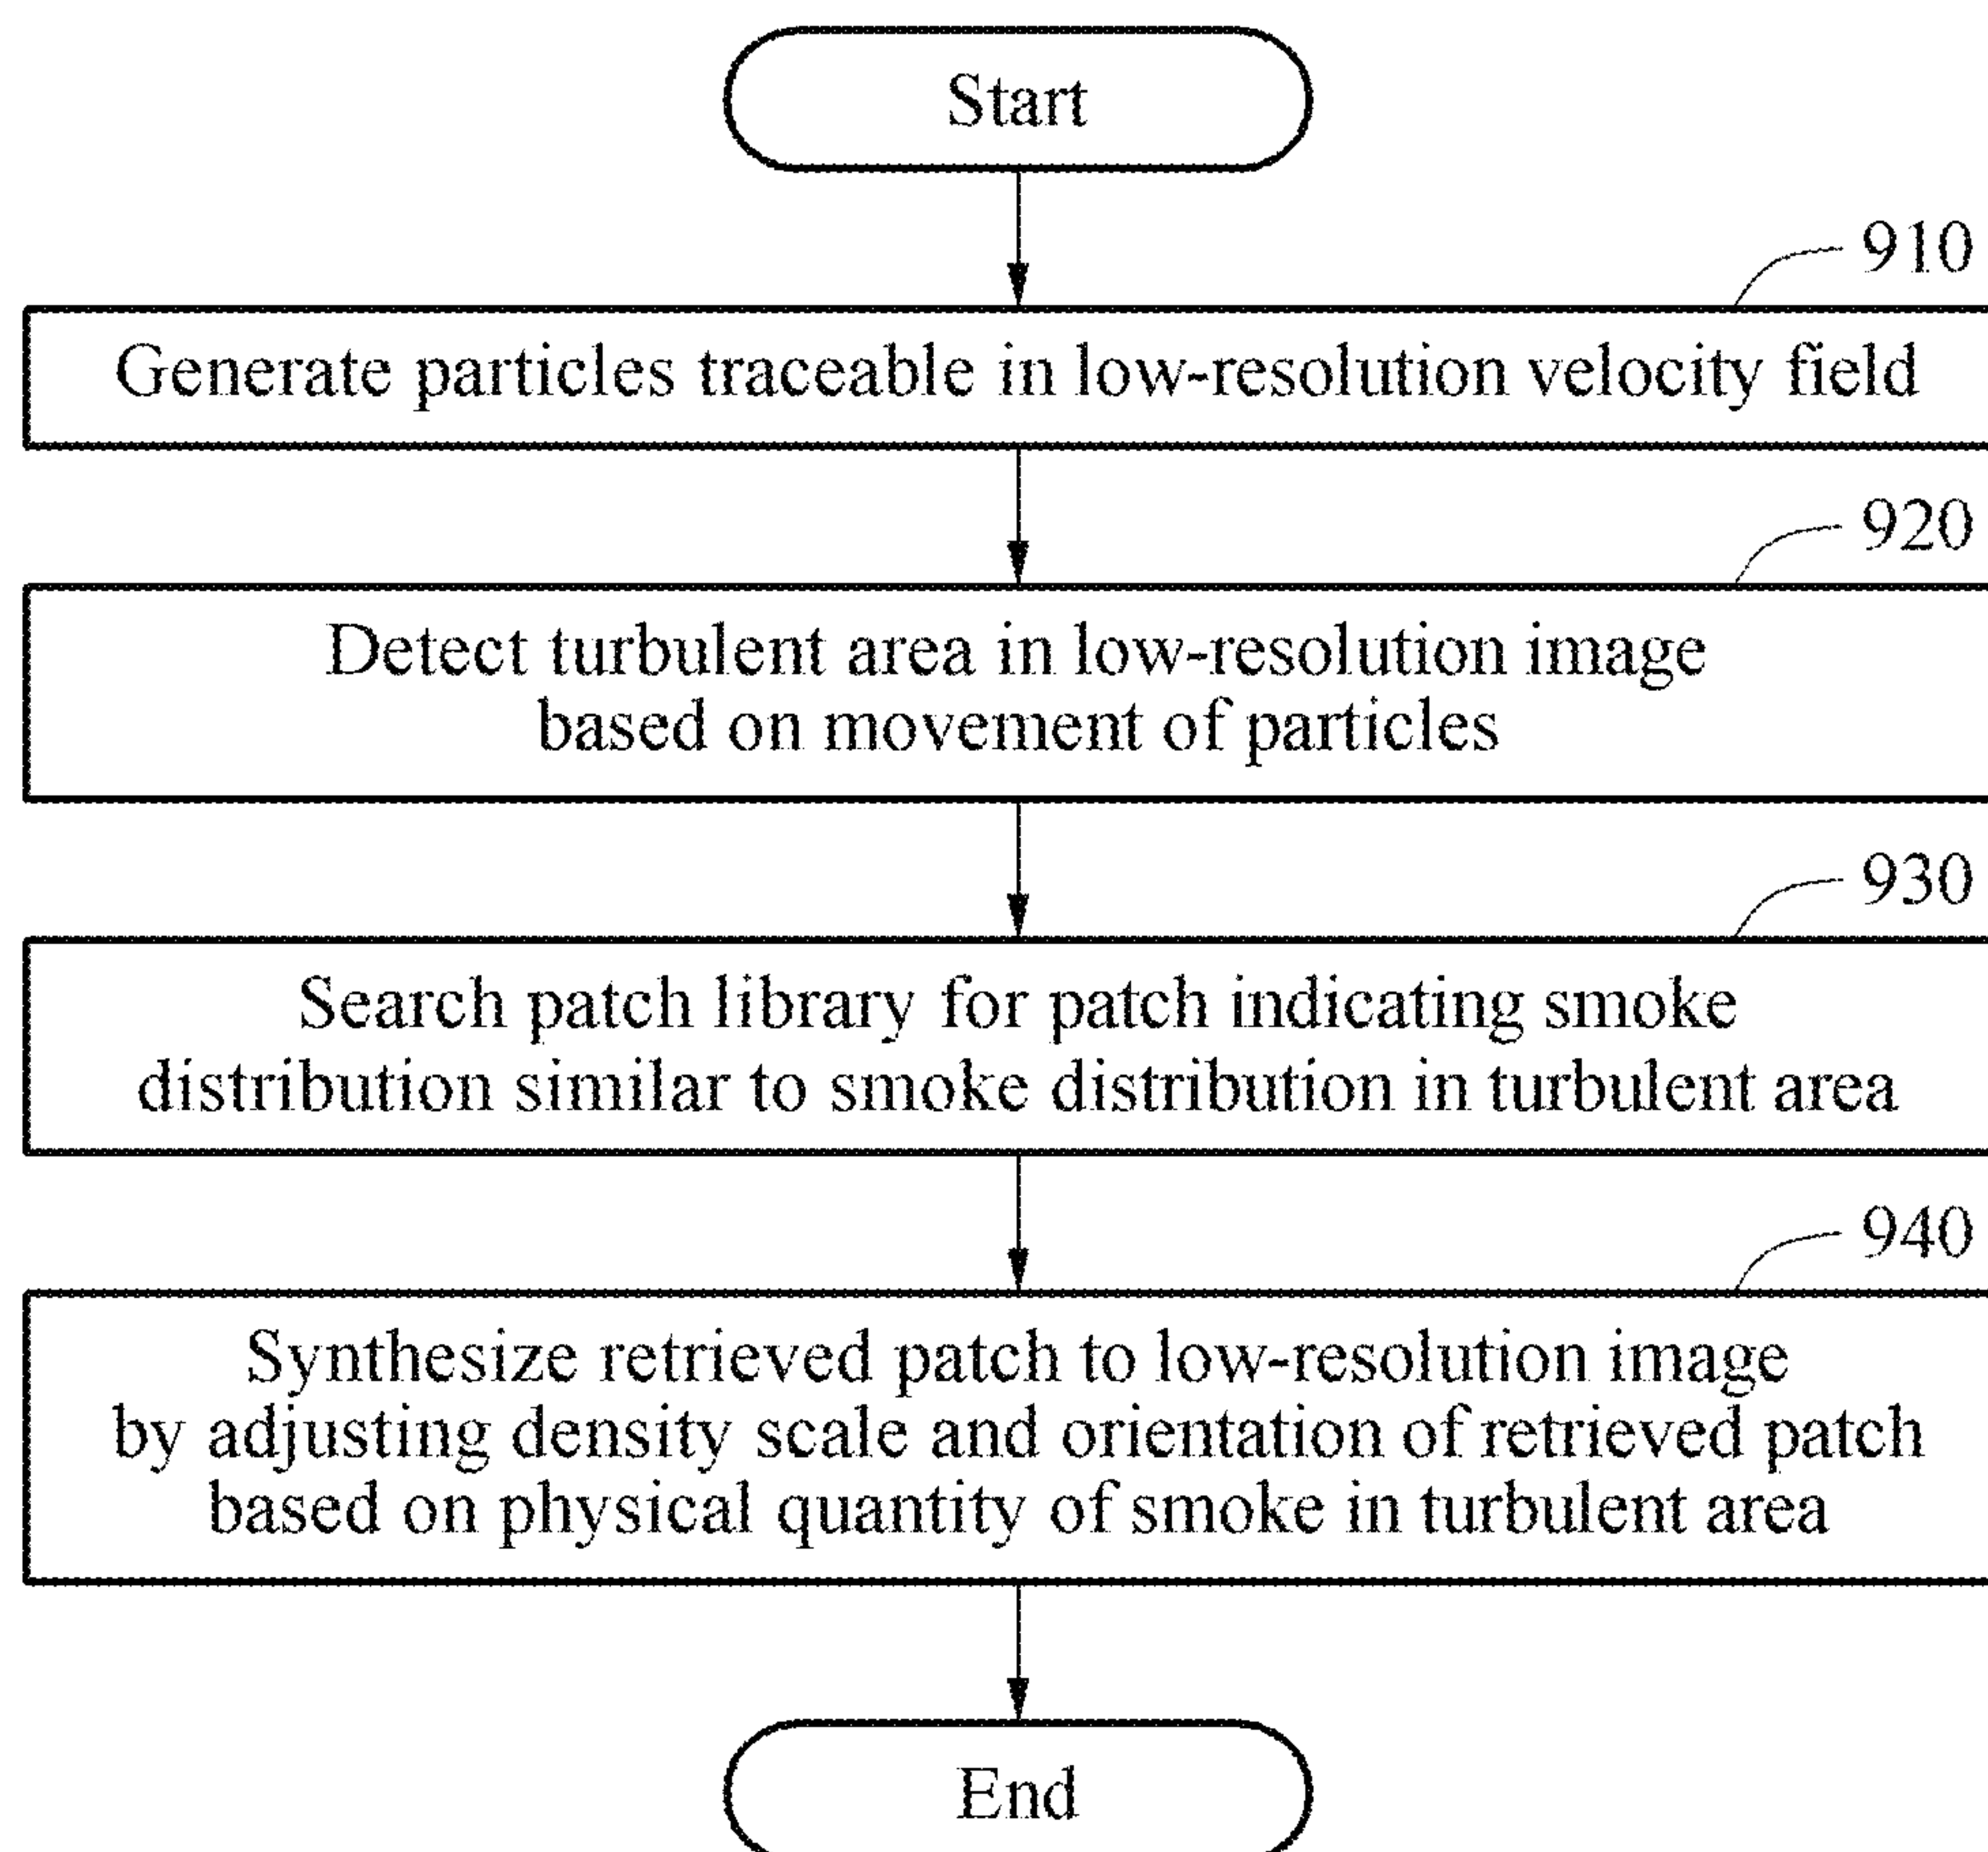 Start
910
Generate particles traceable in low-resolution velocity field
920
Detect turbulent area in low-resolution image
based on movement of particles
930
Search patch library for patch indicating smoke
distribution similar to smoke distribution in turbulent area
940
Synthesize retrieved patch to low-resolution image
by adjusting density scale and orientation of retrieved patch
based on physical quantity of smoke in turbulent area
End